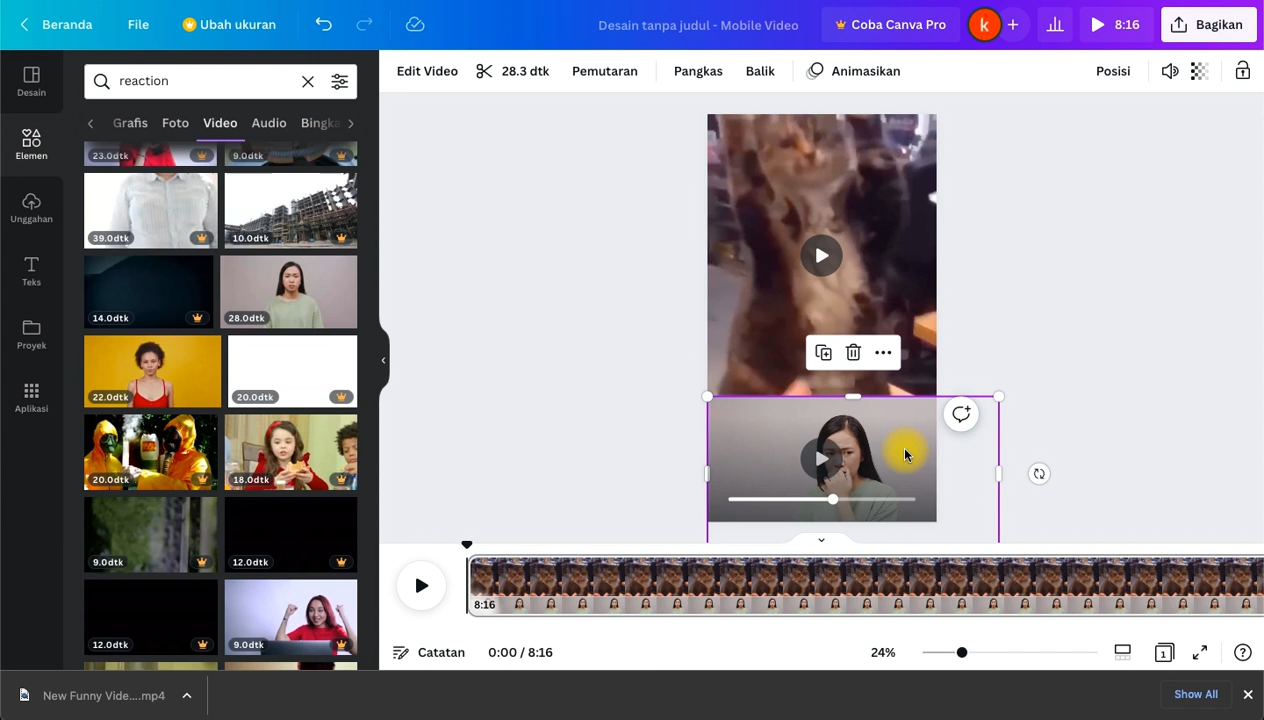 Beranda
File
Ubah ukuran
Desain tanpa judul - Mobile Video
Coba Canva Pro
k
8:16
Bagikan
Desain
Elemen
Unggahan
Teks
Proyek
Aplikasi
reaction
Grafis
Foto
Video
Audio
Bingka
23.0dtk
9.0dtk
39.0dtk
10.0dtk
14.0dtk
28.0dtk
22.0dtk
20.0dtk
20.0dtk
18.0dtk
9.0dtk
12.0dtk
12.0dtk
9.0dtk
Edit Video
28.3 dtk
Pemutaran
Pangkas
Balik
Animasikan
Posisi
8:16
Catatan
0:00 / 8:16
24%
1
New Funny Vide....mp4
Show All